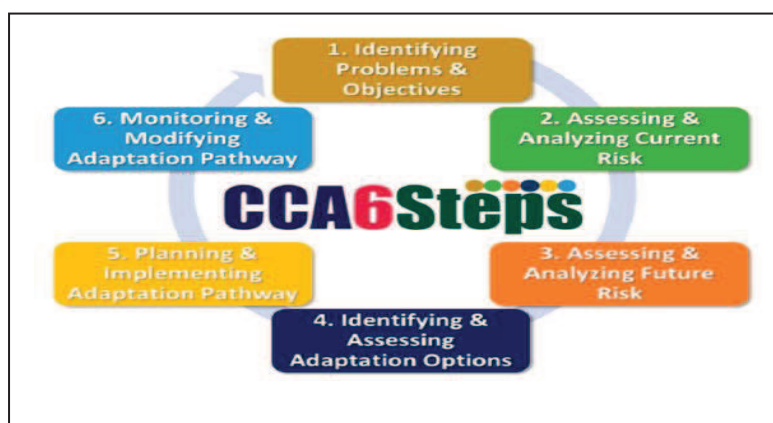 1. Identifying
Problems &
Objectives
2. Assessing &
Analyzing Current
Risk
3. Assessing &
Analyzing Future
Risk
4. Identifying &
Assessing
Adaptation Options
5. Planning &
Implementing
Adaptation Pathway
6. Monitoring &
Modifying
Adaptation Pathway
CCA6Steps